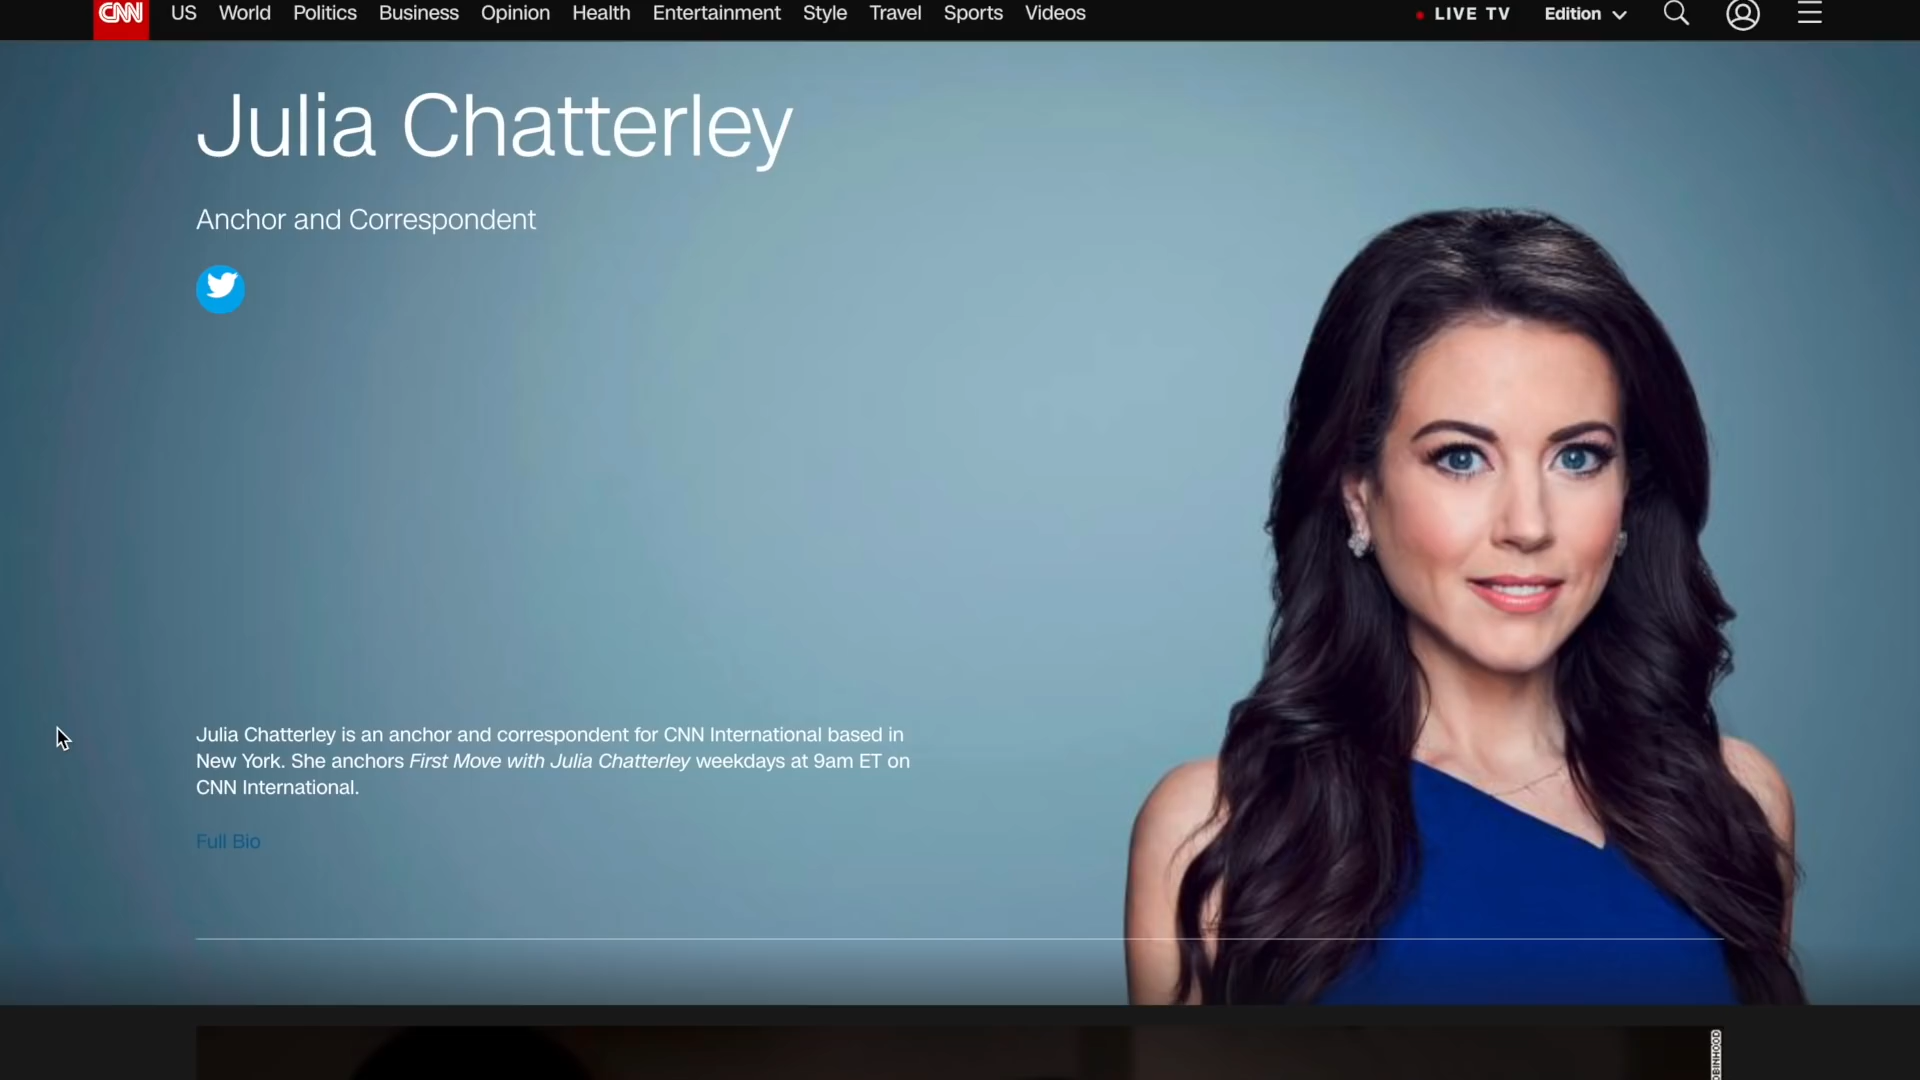 CNN US World Politics Business Opinion Health Entertainment Style Travel Sports Videos LIVE TV Edition
Julia Chatterley
Anchor and Correspondent
Julia Chatterley is an anchor and correspondent for CNN International based in
New York. She anchors First Move with Julia Chatterley weekdays at 9am ET on
CNN International.
Full Bio